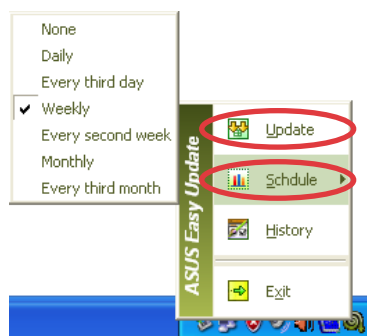 None
Daily
Every third day
Weekly
Every second week
Monthly
Every third month
ASUS Easy Update
Update
Schdule
History
Exit